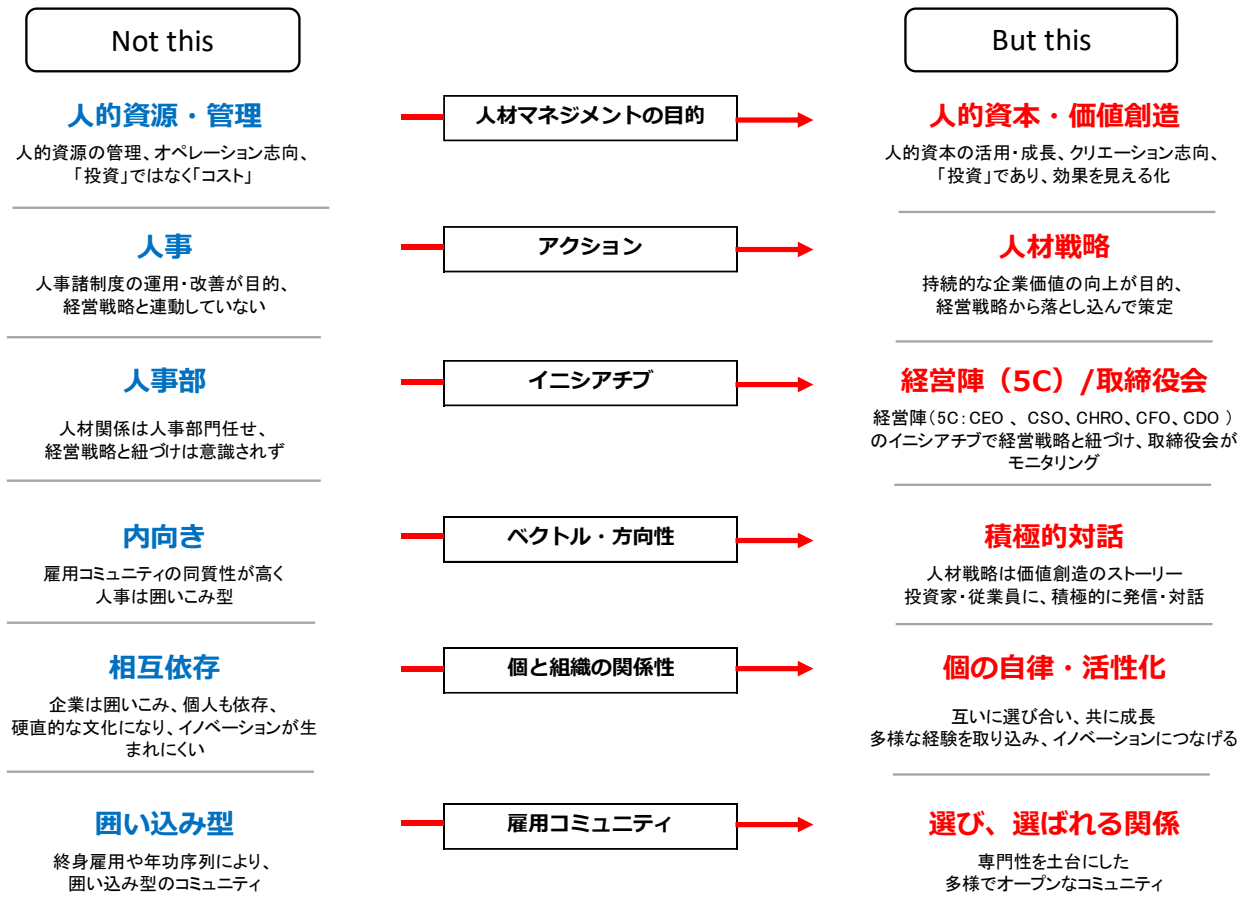 Not this
But this
人的資源・管理
人的資源の管理、オペレーション志向、
「投資」ではなく「コスト」
人材マネジメントの目的
人的資本・価値創造
人的資本の活用・成長、クリエーション志向、
「投資」であり、効果を見える化
人事
人事諸制度の運用・改善が目的、
経営戦略と連動していない
アクション
人材戦略
持続的な企業価値の向上が目的、
経営戦略から落とし込んで策定
人事部
人材関係は人事部門任せ、
経営戦略と紐づけは意識されず
イニシアチブ
経営陣（5C）/取締役会
経営陣（5C：CEO 、 CSO、CHRO、CFO、CDO ）
のイニシアチブで経営戦略と紐づけ、取締役会が
モニタリング
内向き
雇用コミュニティの同質性が高く
人事は囲いこみ型
ベクトル・方向性
積極的対話
人材戦略は価値創造のストーリー
投資家・従業員に、積極的に発信・対話
相互依存
企業は囲いこみ、個人も依存、
硬直的な文化になり、イノベーションが生
まれにくい
個と組織の関係性
個の自律・活性化
互いに選び合い、共に成長
多様な経験を取り込み、イノベーションにつなげる
囲い込み型
終身雇用や年功序列により、
囲い込み型のコミュニティ
雇用コミュニティ
選び、選ばれる関係
専門性を土台にした
多様でオープンなコミュニティ